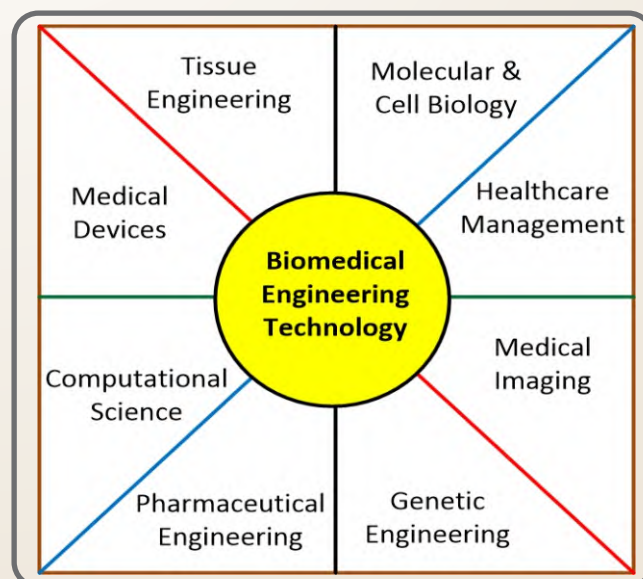 Tissue
Engineering
Molecular &
Cell Biology
Medical
Devices
Healthcare
Management
Biomedical
Engineering
Technology
Computational
Science
Medical
Imaging
Pharmaceutical
Engineering
Genetic
Engineering